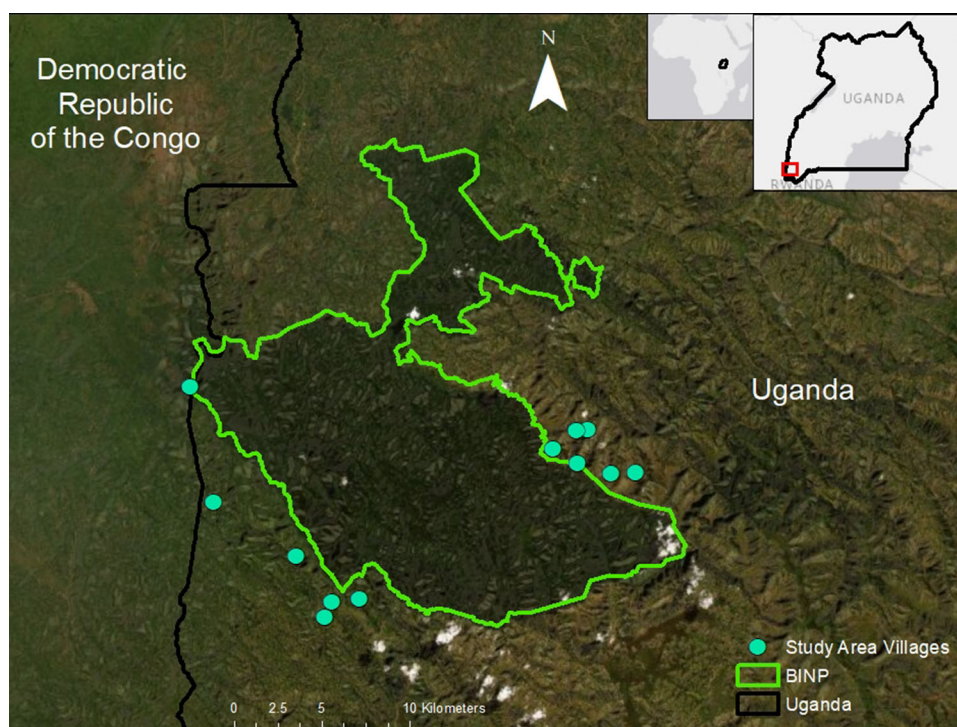 Democratic
Republic
of the Congo
N
UGANDA
RWANDA
Uganda
Study Area Villages
BINP
Uganda
0 2.5 5 10 Kilometers